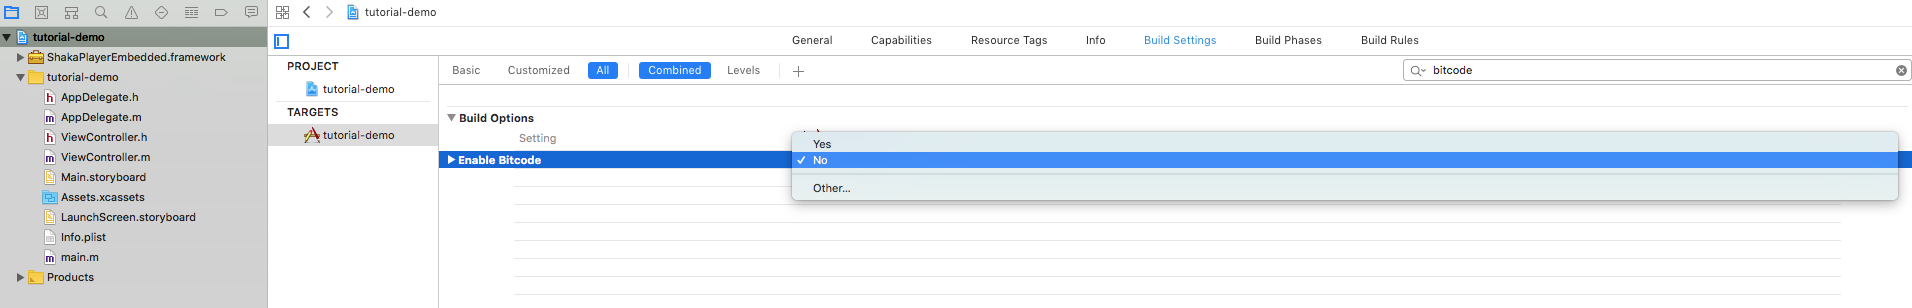 tutorial-demo
tutorial-demo
ShakaPlayerEmbedded.framework
tutorial-demo
AppDelegate.h
AppDelegate.m
ViewController.h
ViewController.m
Main.storyboard
Assets.xcassets
LaunchScreen.storyboard
Info.plist
main.m
Products
General Capabilities Resource Tags Info Build Settings Build Phases Build Rules
PROJECT
tutorial-demo
TARGETS
tutorial-demo
Basic Customized All Combined Levels + bitcode
Build Options
Setting
Enable Bitcode
Yes
No
Other...